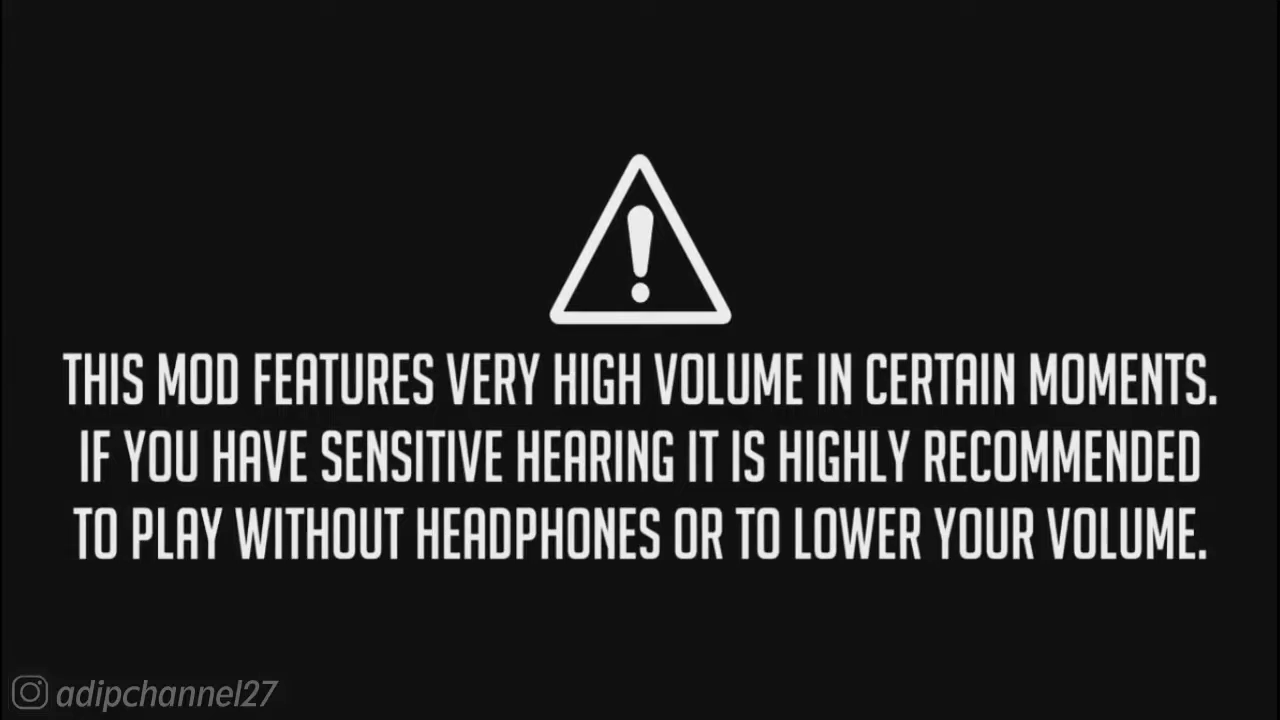 THIS MOD FEATURES VERY HIGH VOLUME IN CERTAIN MOMENTS.
IF YOU HAVE SENSITIVE HEARING IT IS HIGHLY RECOMMENDED
TO PLAY WITHOUT HEADPHONES OR TO LOWER YOUR VOLUME.
adipchannel27